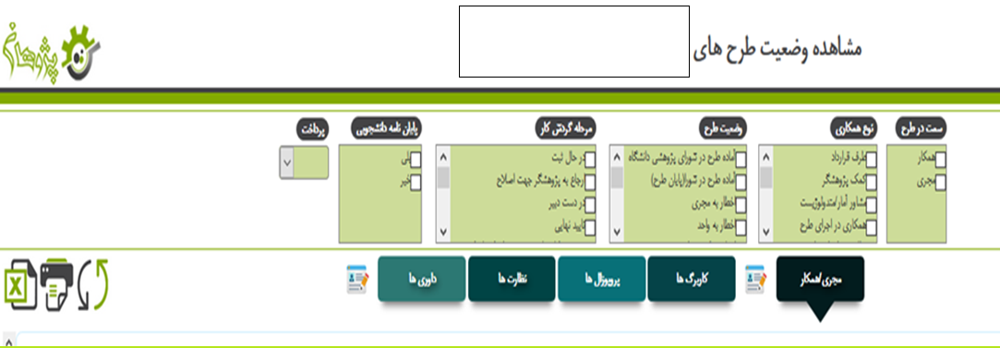 مشاهده وضعیت طرح های
پژوهان
سمت در طرح
همکار
مجری
نوع همکاری
طرف قرارداد
کمک پژوهشگر
مشاور آمار/متدولوژیست
همکاری در اجرای طرح
وضعیت طرح
آماده طرح در شورای پژوهشی دانشگاه
آماده طرح در شورا(پایان طرح)
اخطار به مجری
اخطار به واحد
مرحله گردش کار
در حال ثبت
ارجاع به پژوهشگر جهت اصلاح
در دست دبیر
تایید نهایی
پایان نامه دانشجویی
بلی
خیر
پرداخت
مجری/همکار
کاربرگ ها
پروپوزال ها
نظارت ها
داوری ها